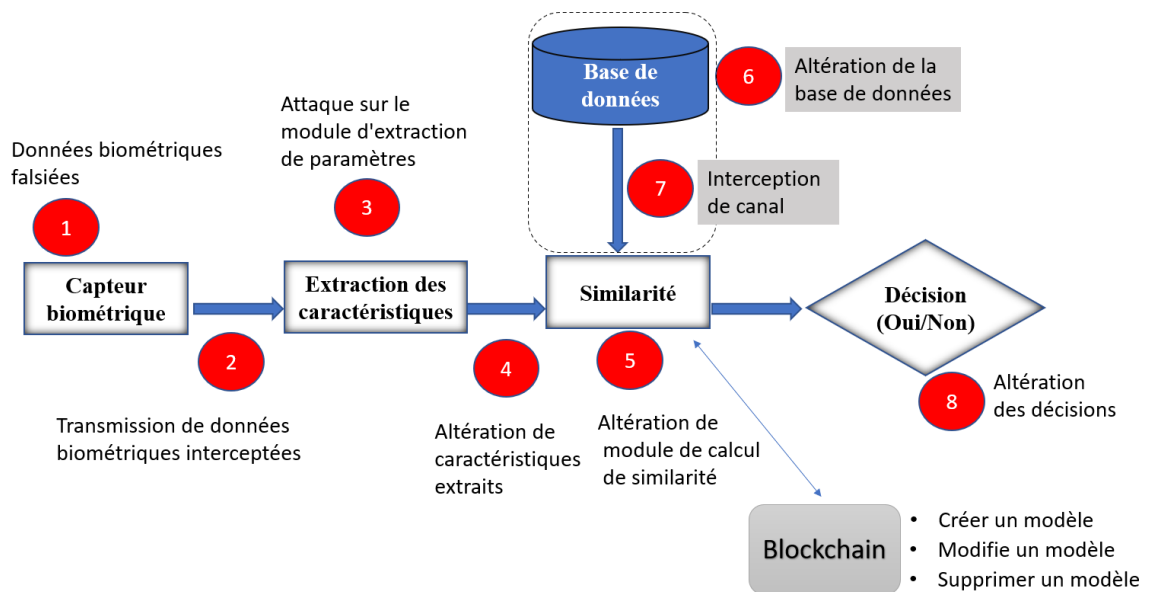 Base de
données
6
Altération de la
base de données
Attaque sur le
module d'extraction
de paramètres
Données biométriques
falsiées
1
3
7
Interception
de canal
Capteur
biométrique
Extraction des
caractéristiques
Similarité
Décision
(Oui/Non)
2
4
5
8
Altération
des décisions
Transmission de données
biométriques interceptées
Altération de
caractéristiques
extraits
Altération de
module de calcul
de similarité
Blockchain
• Créer un modèle
• Modifie un modèle
• Supprimer un modèle